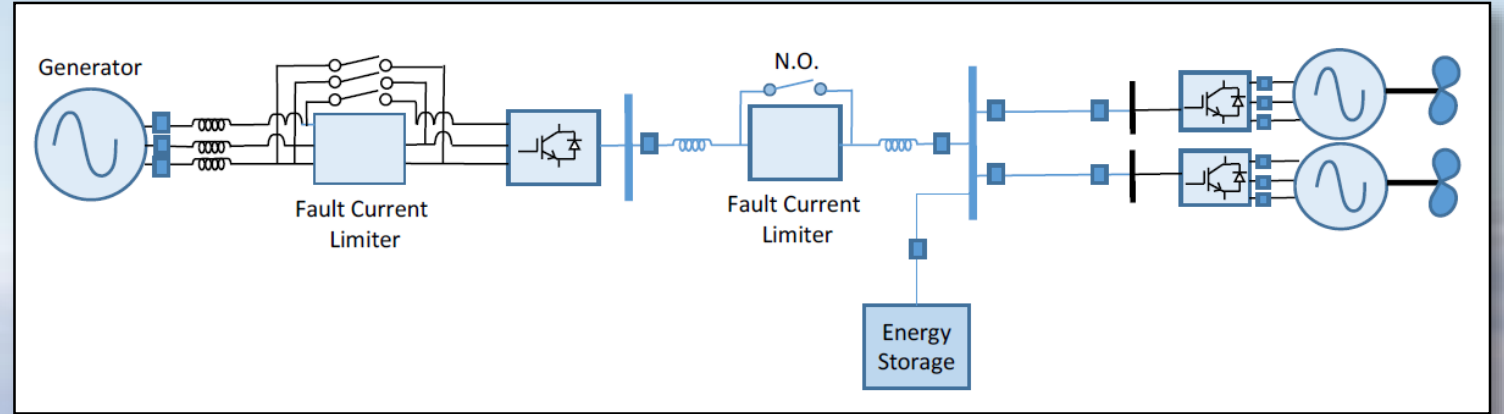 Generator
N.O.
Fault Current
Limiter
Fault Current
Limiter
Energy
Storage